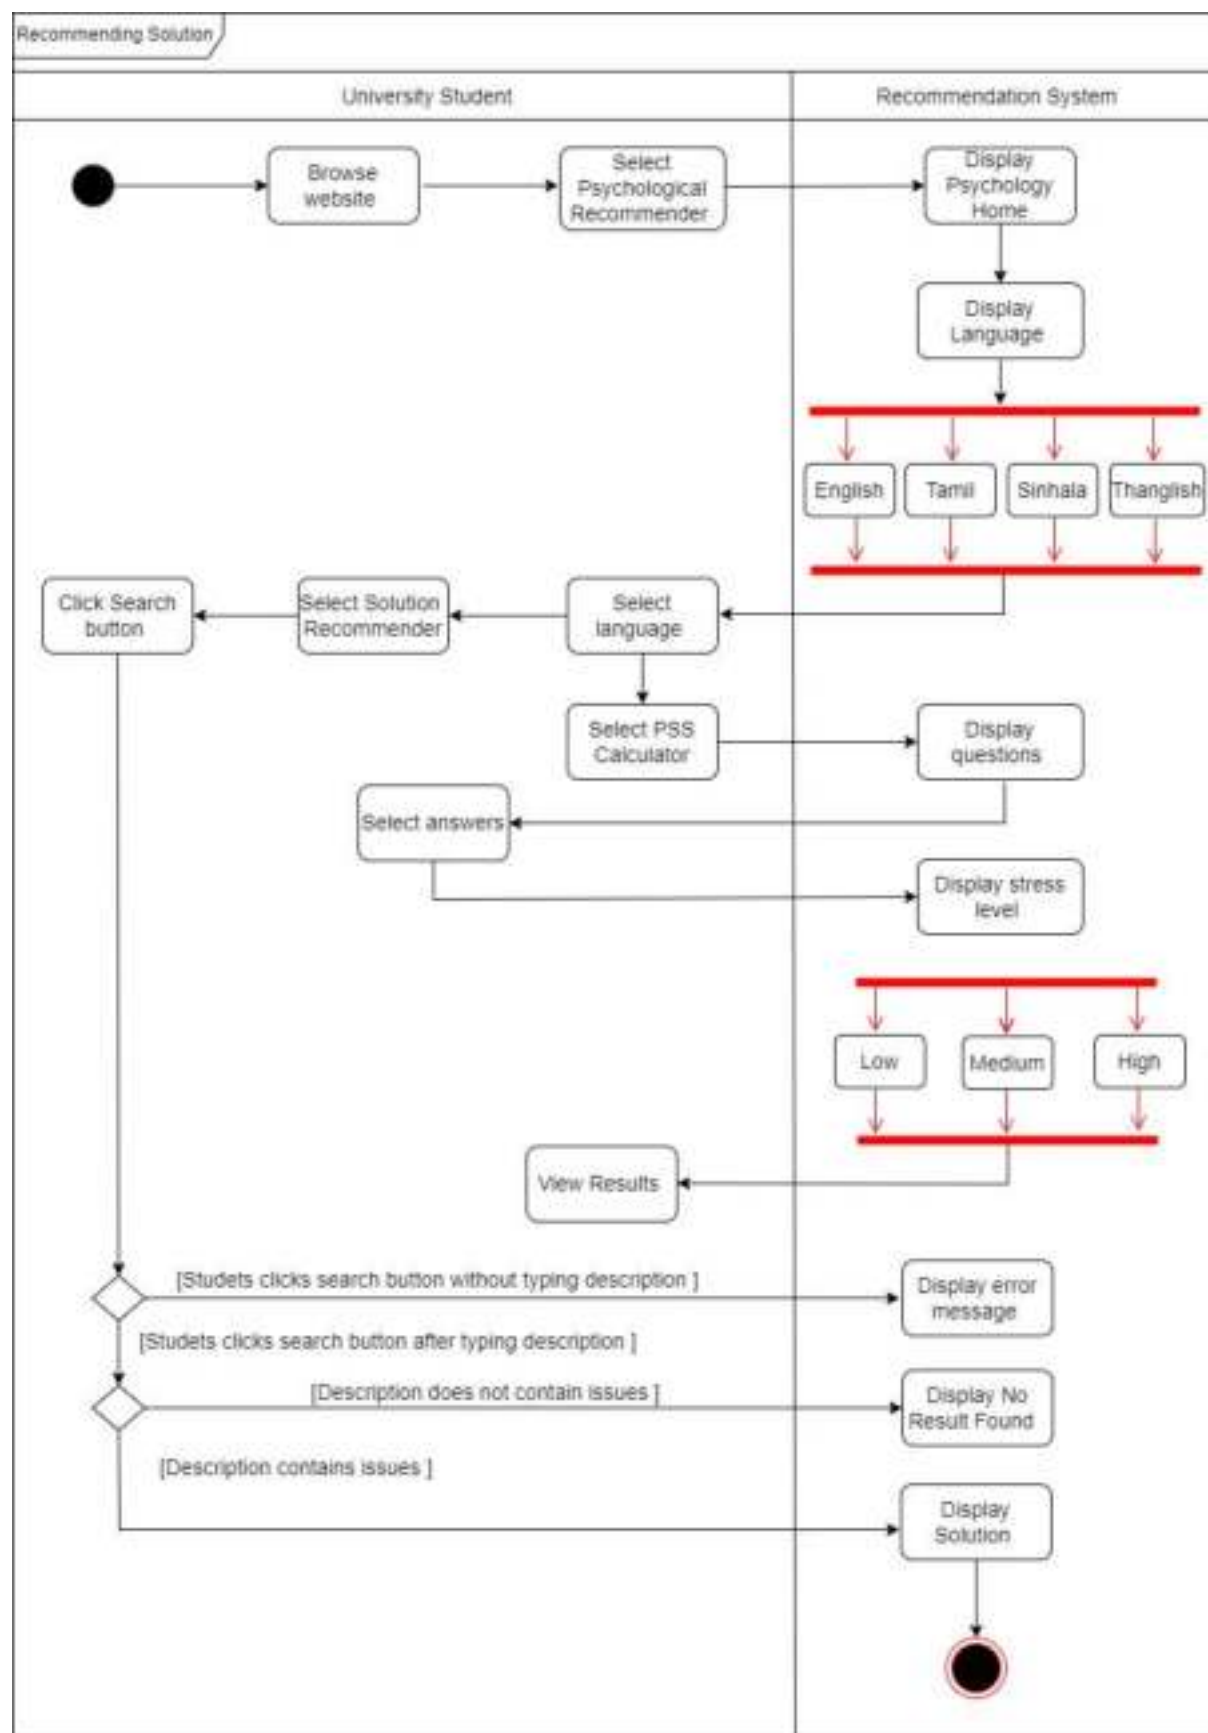 Recommending Solution
University Student
Recommendation System
Browse
website
Select
Psychological
Recommender
Display
Psychology
Home
Display
Language
English
Tamil
Sinhala
Thanglish
Click Search
button
Select Solution
Recommender
Select
language
Select PSS
Calculator
Display
questions
Select answers
Display stress
level
Low
Medium
High
View Results
[Studets clicks search button without typing description ]
Display error
message
[Studets clicks search button after typing description ]
[Description does not contain issues ]
Display No
Result Found
[Description contains issues ]
Display
Solution